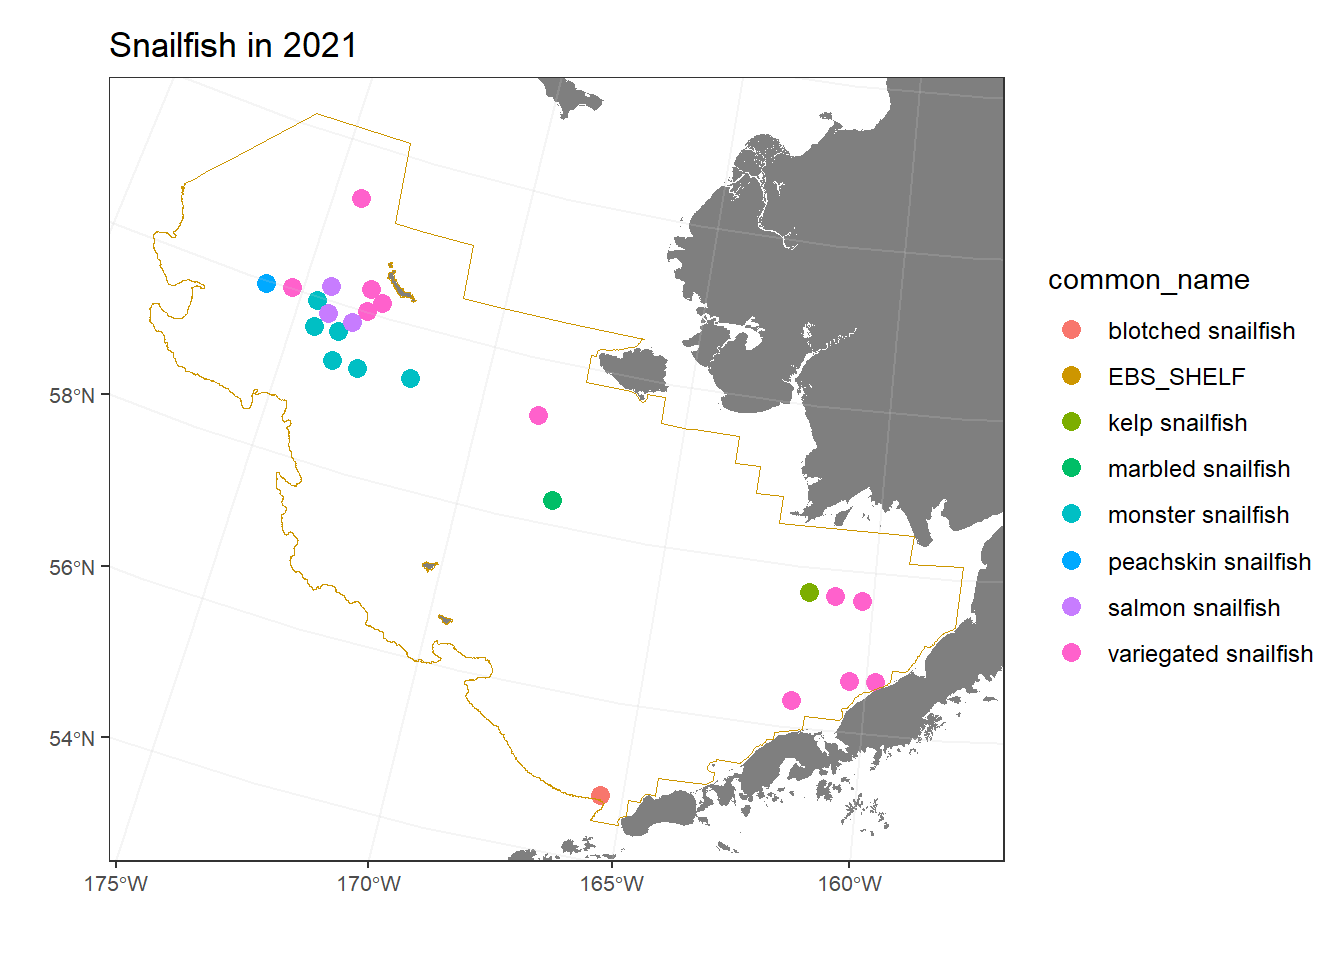 Snailfish in 2021
58°N
56°N
54°N
175°W
170°W
165°W
160°W
common_name
blotched snailfish
EBS_SHELF
kelp snailfish
marbled snailfish
monster snailfish
peachskin snailfish
salmon snailfish
variegated snailfish